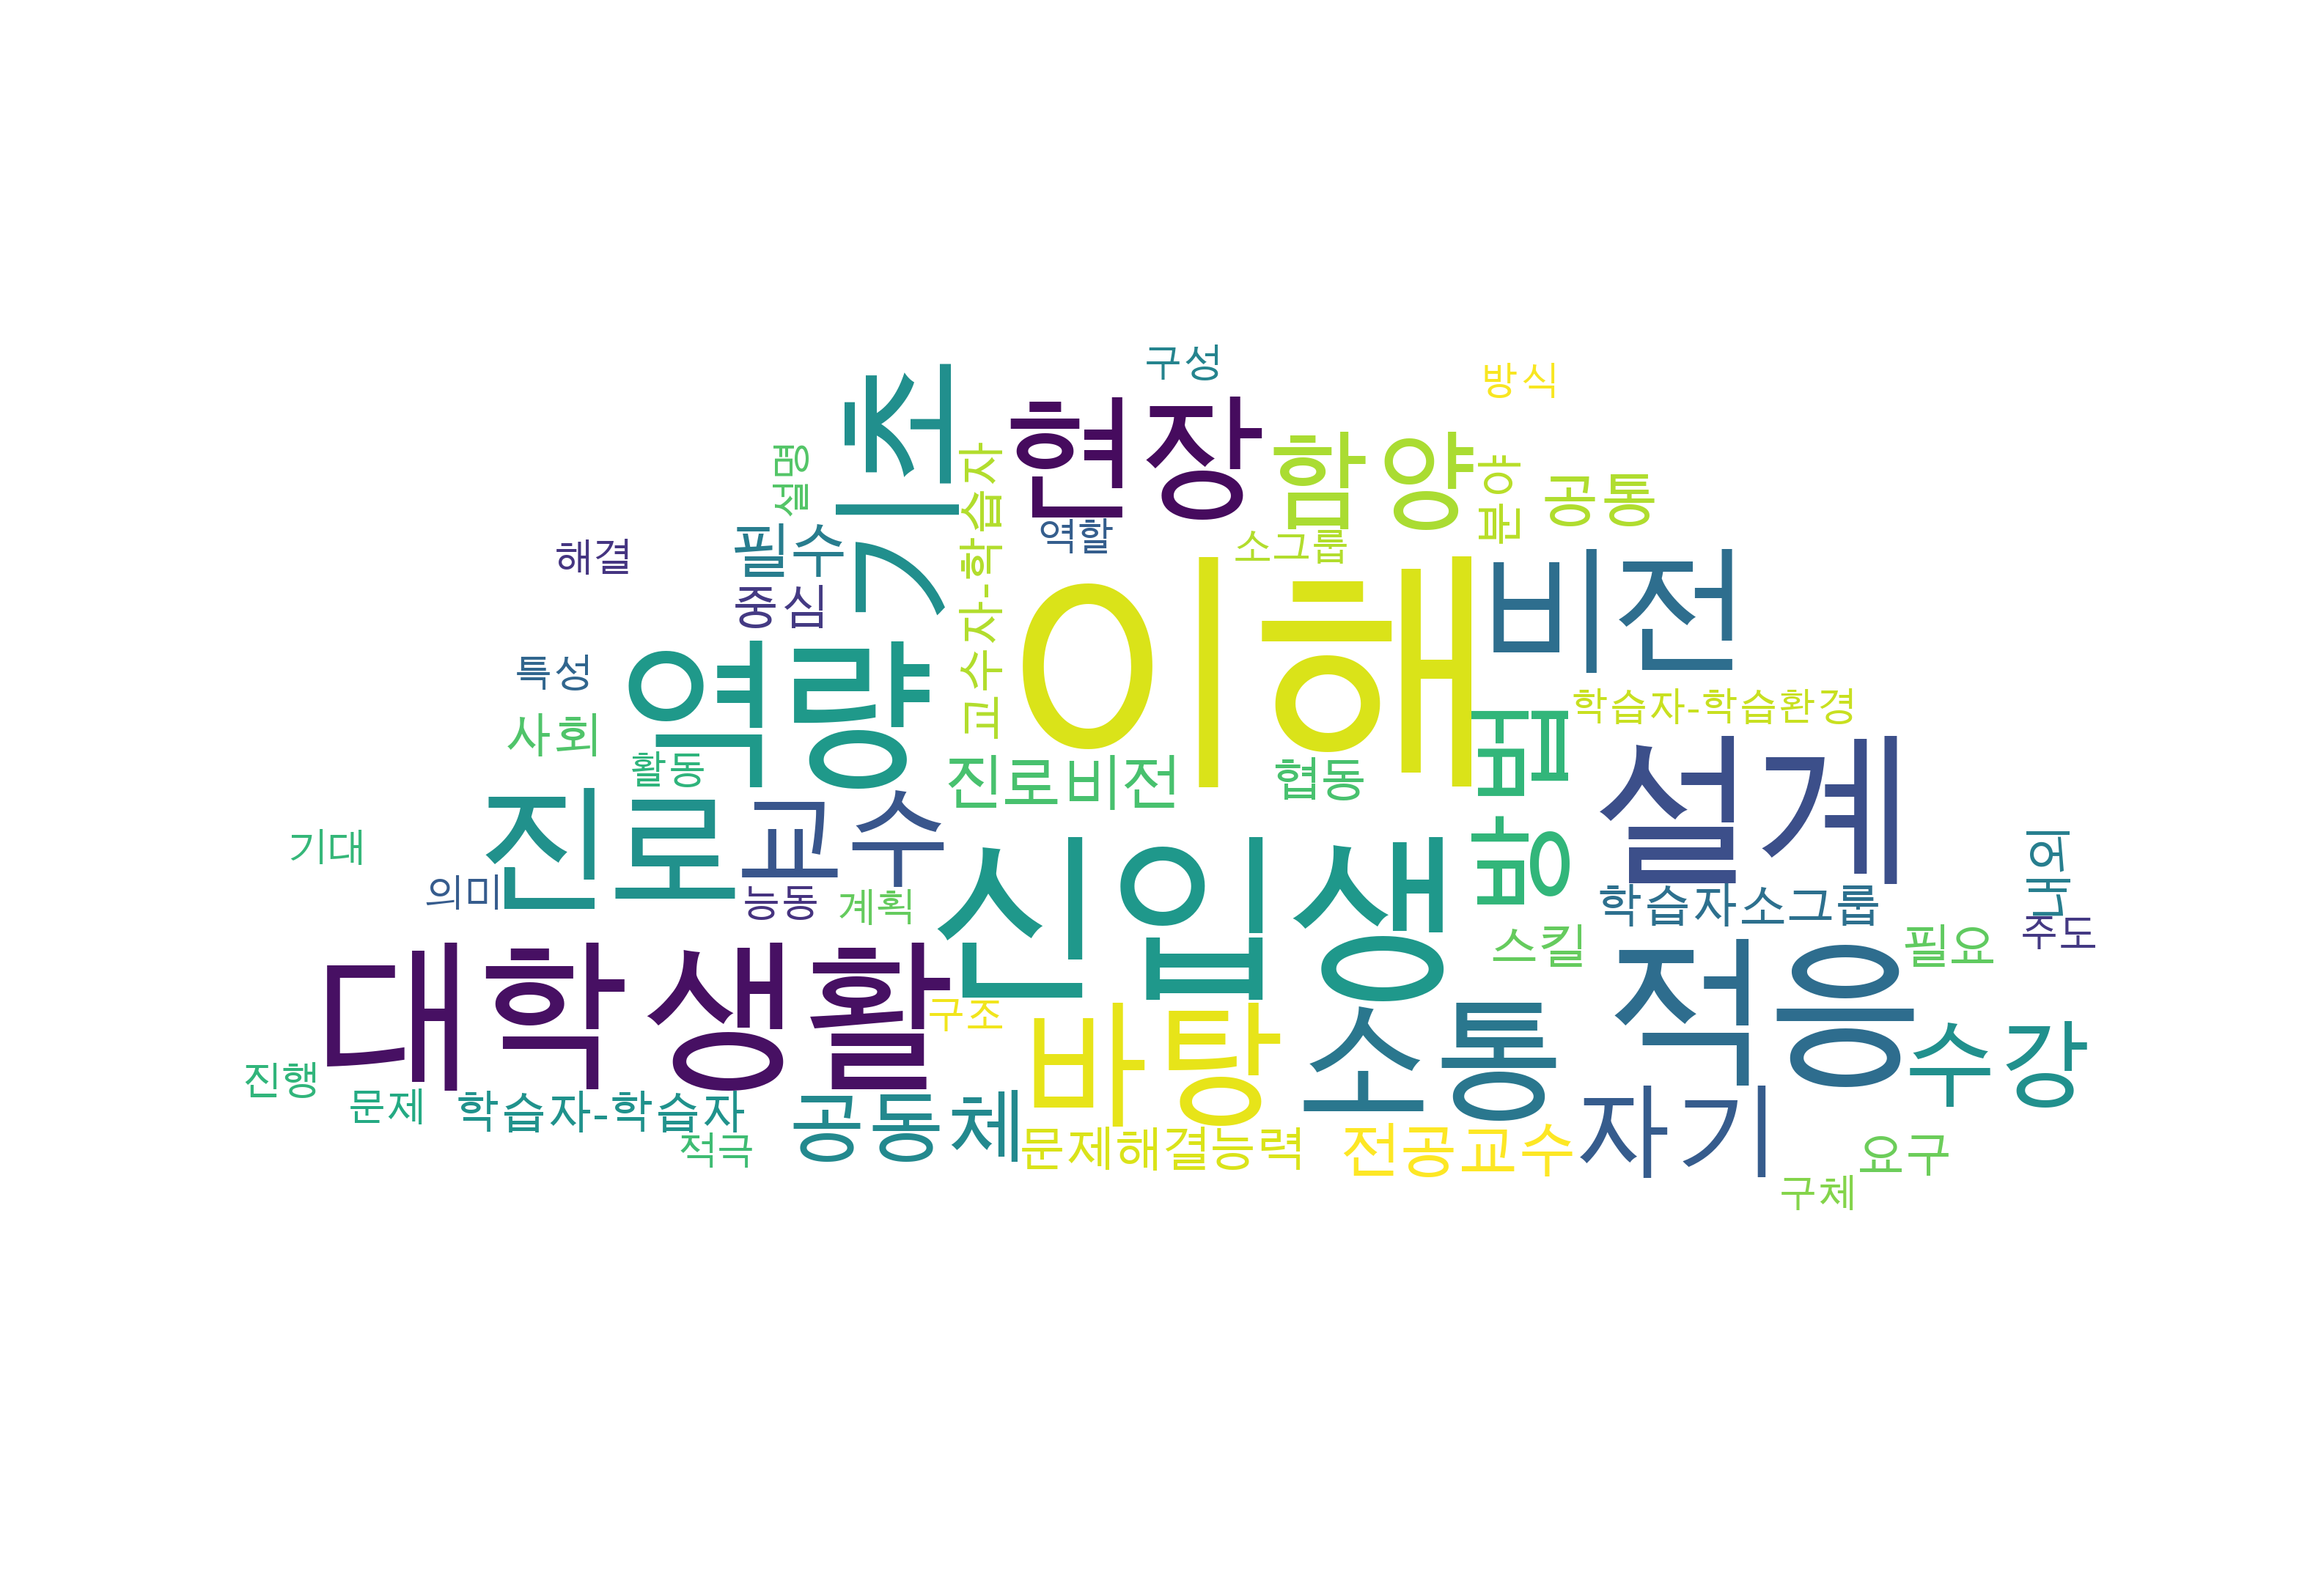 구성
방식
기초
현장
함양
설명
교수자-학습자
분야
공통
필수
역할
소그룹
해결
중심
이해
비전
특성
역량
학습자-학습환경
사회
활동
진로비전
협동
방법
설계
진로
교수
기대
의미
능동
계획
신입생
학습자소그룹
주도
스킬
필요
대학생활
적응
구조
바탕
소통
수강
진행
문제
학습자-학습자
공동체
자기
적극
문제해결능력
전공교수
요구
구체